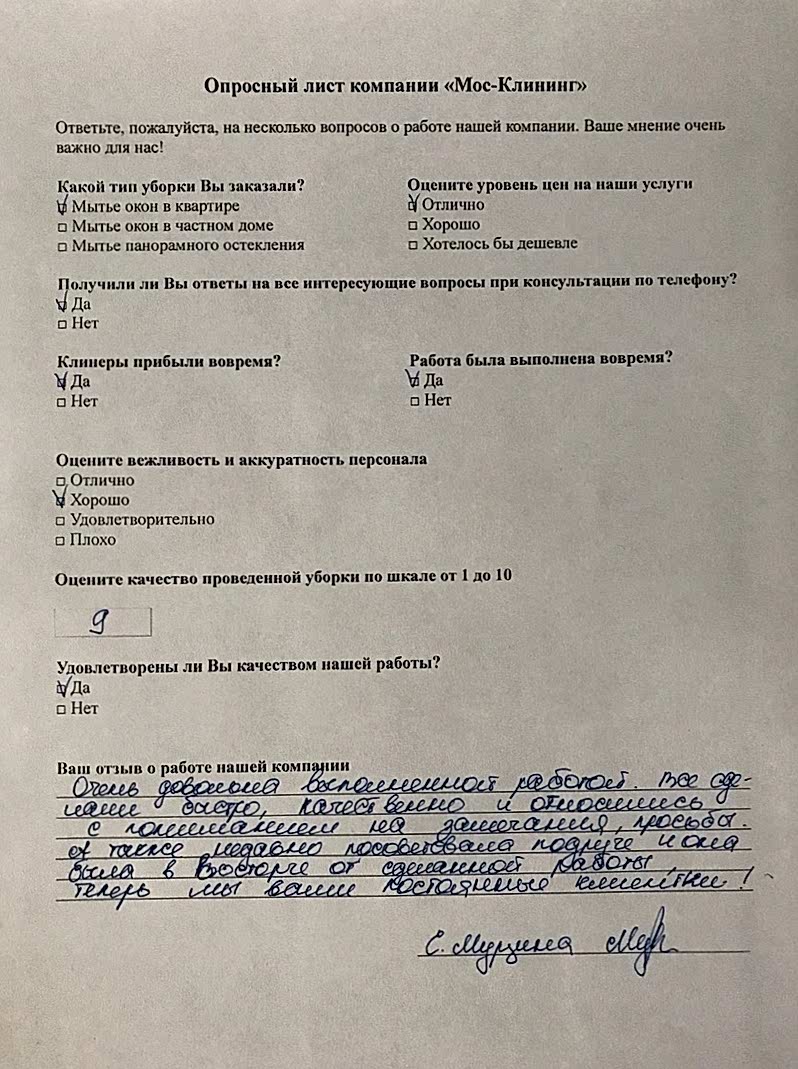 Опросный лист компании «Мос-Клининг»
Ответьте, пожалуйста, на несколько вопросов о работе нашей компании. Ваше мнение очень
важно для нас!
Какой тип уборки Вы заказали?
Мытье окон в квартире
Мытье окон в частном доме
Мытье панорамного остекления
Оцените уровень цен на наши услуги
Отлично
Хорошо
Хотелось бы дешевле
Получили ли Вы ответы на все интересующие вопросы при консультации по телефону?
Да
Нет
Клинеры прибыли вовремя?
Да
Нет
Работа была выполнена вовремя?
Да
Нет
Оцените вежливость и аккуратность персонала
Отлично
Хорошо
Удовлетворительно
Плохо
Оцените качество проведенной уборки по шкале от 1 до 10
9
Удовлетворены ли Вы качеством нашей работы?
Да
Нет
Ваш отзыв о работе нашей компании
Очень довольна выполненной работой. Все сде-
лали быстро, качественно и относились
с пониманием на замечания, просьбы.
А также недавно посоветовала подруге и она
была в восторге от сделанной работы,
теперь мы ваши постоянные клиентки!
Е. Мущина